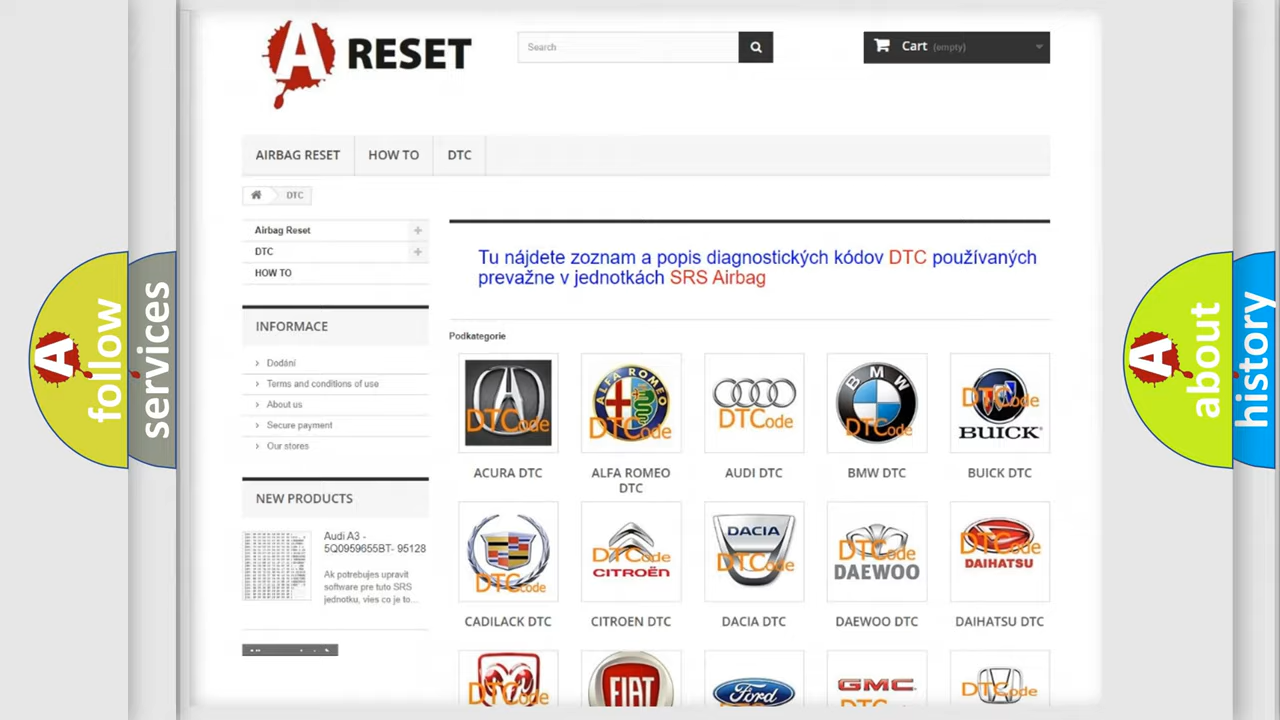 A RESET
Search
Cart (empty)
AIRBAG RESET
HOW TO
DTC
DTC
Airbag Reset
DTC
HOW TO
INFORMACE
Dodání
Terms and conditions of use
About us
Secure payment
Our stores
NEW PRODUCTS
Audi A3 -
5Q0959655BT- 95128
Ak potrebujes upravit
software pre tuto SRS
jednotku, vies co je to...
Tu nájdete zoznam a popis diagnostických kódov DTC používaných
prevažne v jednotkách SRS Airbag
Podkategorie
DTCode
ALFA ROMEO
DTCode
DTCode
BMW
DTCode
DTCode
BUICK
ACURA DTC
ALFA ROMEO
DTC
AUDI DTC
BMW DTC
BUICK DTC
DTCode
DTCode
CITROËN
DACIA
DTCode
DTCode
DAEWOO
DTCode
DAIHATSU
CADILACK DTC
CITROEN DTC
DACIA DTC
DAEWOO DTC
DAIHATSU DTC
DTCode
FIAT
Ford
GMC
DTCode
A follow
services
A about
history